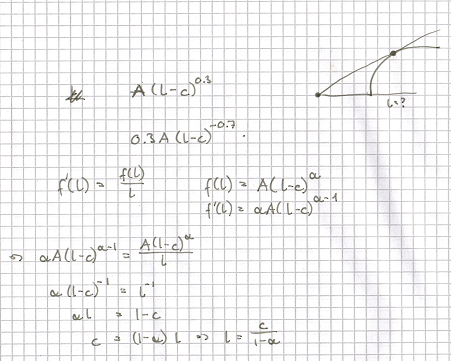 A(l-c)^0.3
l=?
0.3A(l-c)^-0.7.
f'(l) = f(l)/l
f(l) = A(l-c)^α
f'(l) = αA(l-c)^α-1
⇒ αA(l-c)^α-1 = A(l-c)^α/l
α(l-c)^-1 = l^-1
αl = l-c
c = (1-α)l ⇒ l = c/1-α